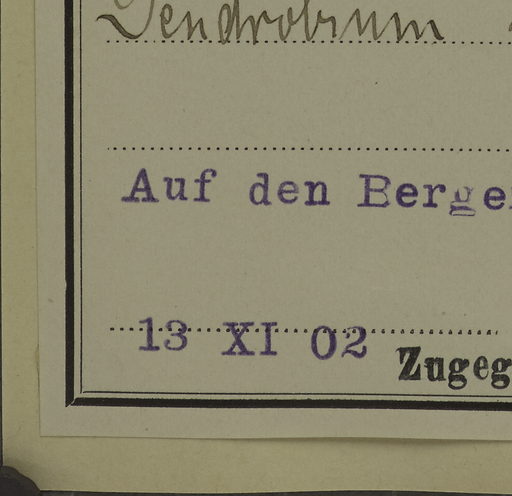 Dendrobium
Auf den Berge
13 XI 02
Zugeg